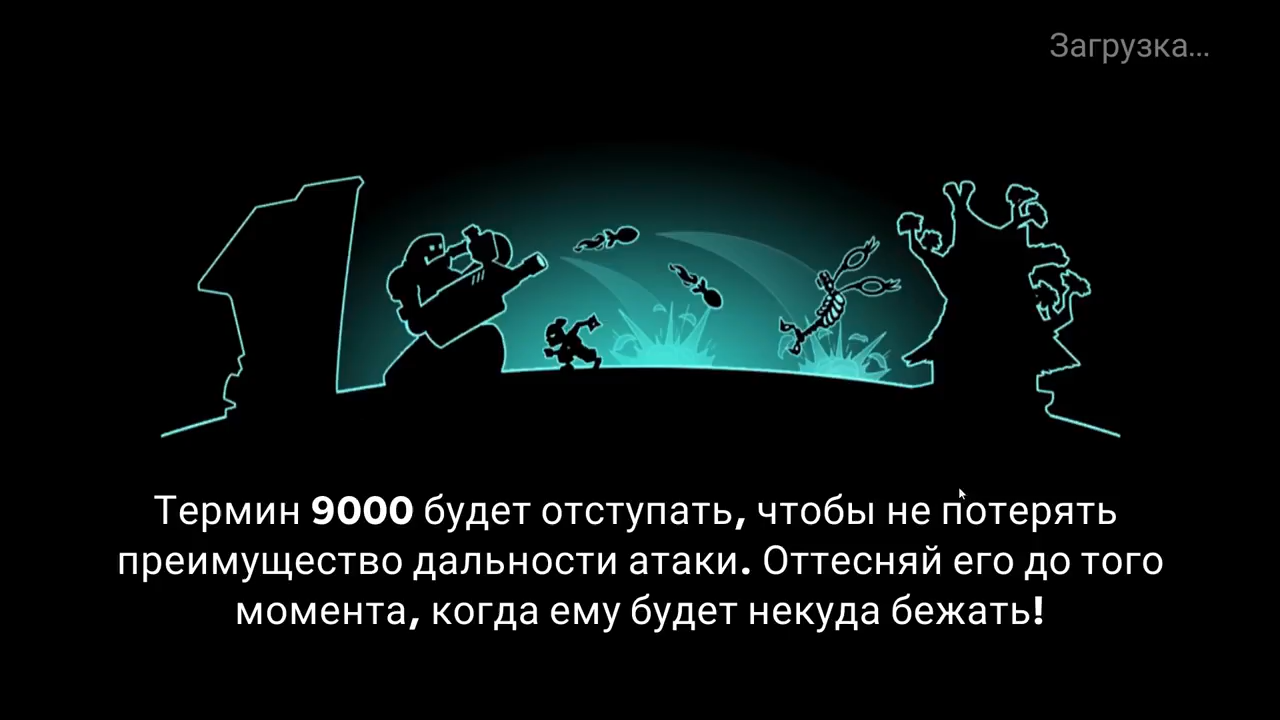 Загрузка...
Термин 9000 будет отступать, чтобы не потерять
преимущество дальности атаки. Оттесняй его до того
момента, когда ему будет некуда бежать!